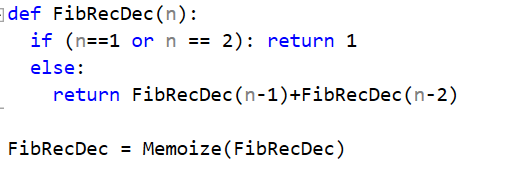 def FibRecDec(n):
  if (n==1 or n == 2): return 1
  else:
    return FibRecDec(n-1)+FibRecDec(n-2)
FibRecDec = Memoize(FibRecDec)